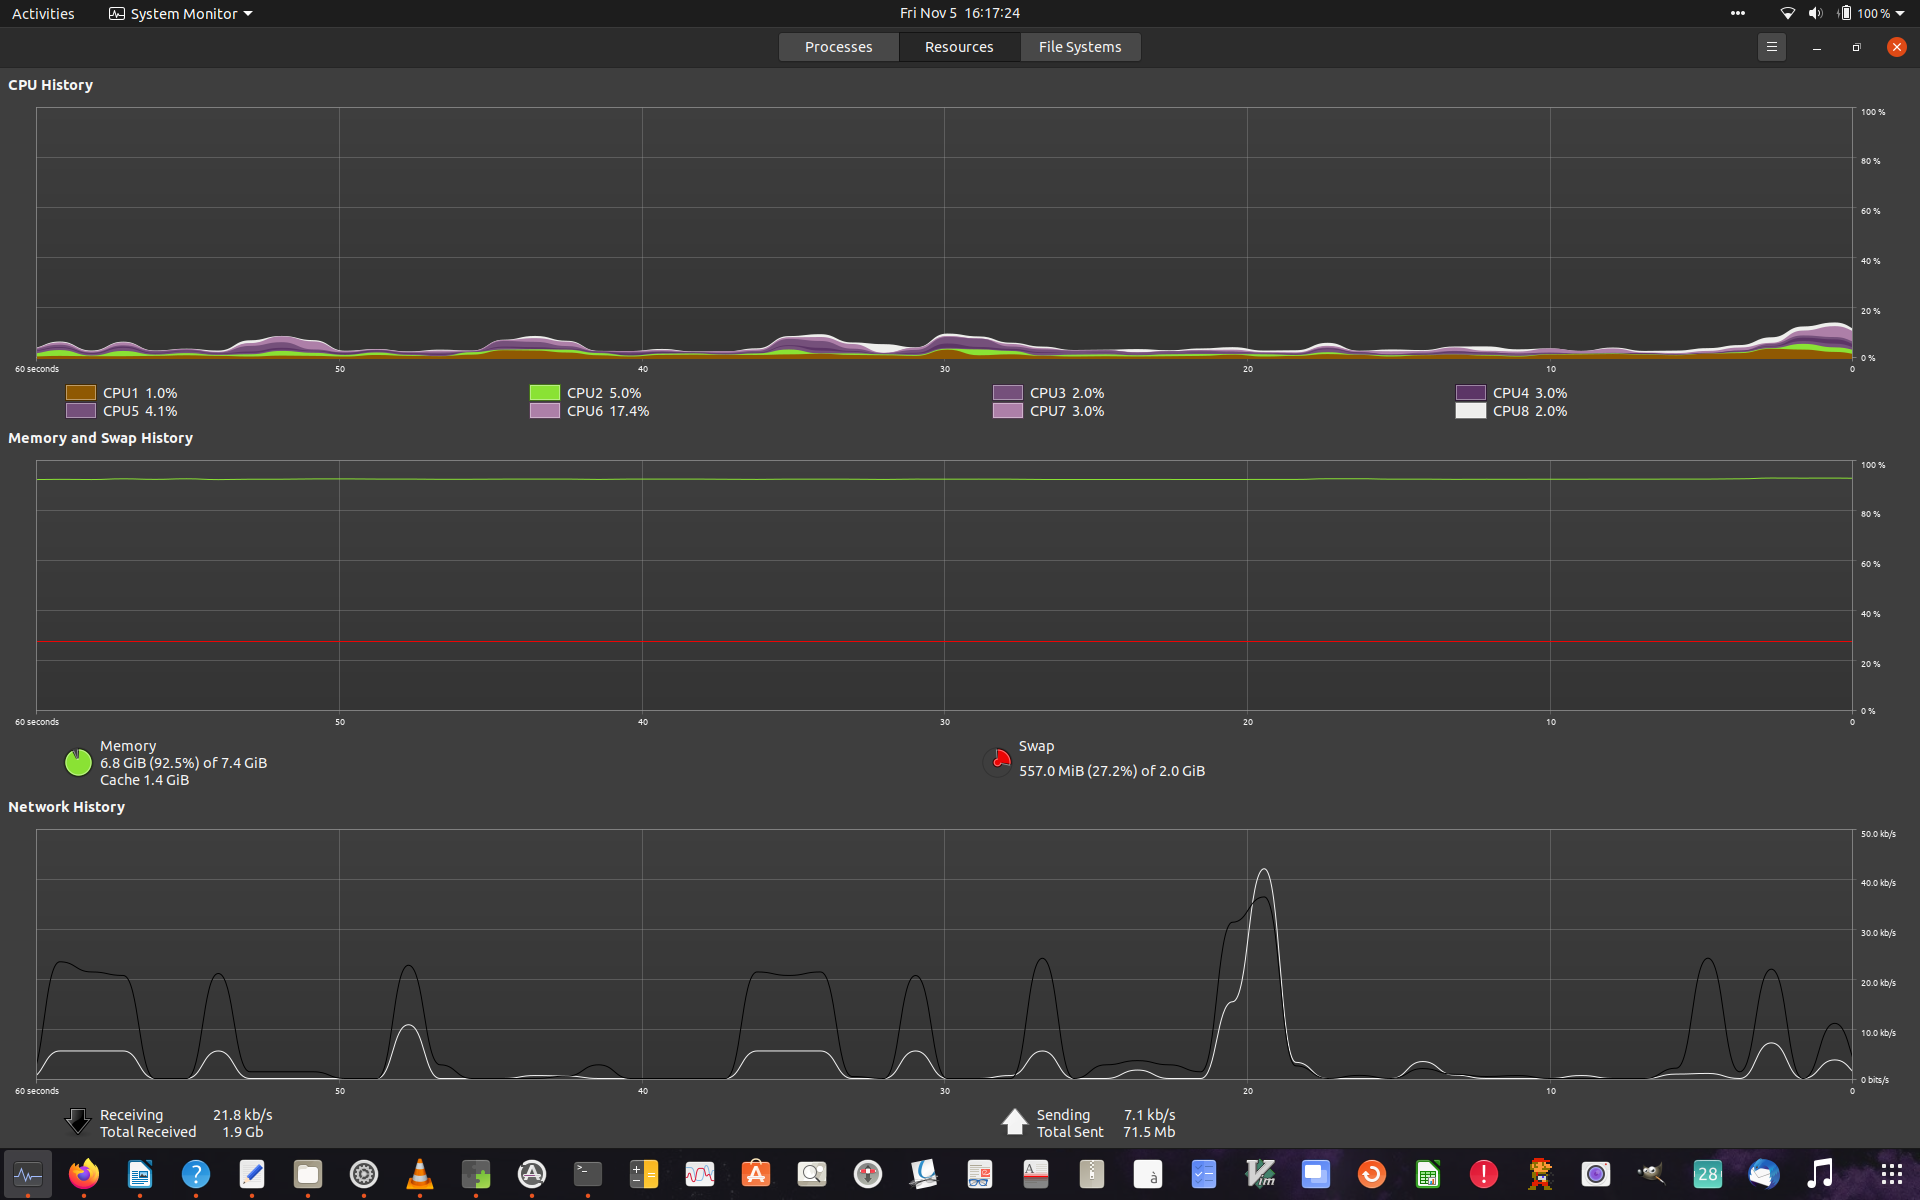 Activities System Monitor Fri Nov 5 16:17:24 100 %
Processes Resources File Systems
CPU History
100 %
80 %
60 %
40 %
20 %
0 %
60 seconds 50 40 30 20 10 0
CPU1 1.0% CPU2 5.0% CPU3 2.0% CPU4 3.0%
CPU5 4.1% CPU6 17.4% CPU7 3.0% CPU8 2.0%
Memory and Swap History
100 %
80 %
60 %
40 %
20 %
0 %
60 seconds 50 40 30 20 10 0
Memory
6.8 GiB (92.5%) of 7.4 GiB
Cache 1.4 GiB
Swap
557.0 MiB (27.2%) of 2.0 GiB
Network History
50.0 kb/s
40.0 kb/s
30.0 kb/s
20.0 kb/s
10.0 kb/s
0 bits/s
60 seconds 50 40 30 20 10 0
Receiving 21.8 kb/s
Total Received 1.9 Gb
Sending 7.1 kb/s
Total Sent 71.5 Mb
? >_ A à Vim ! 28